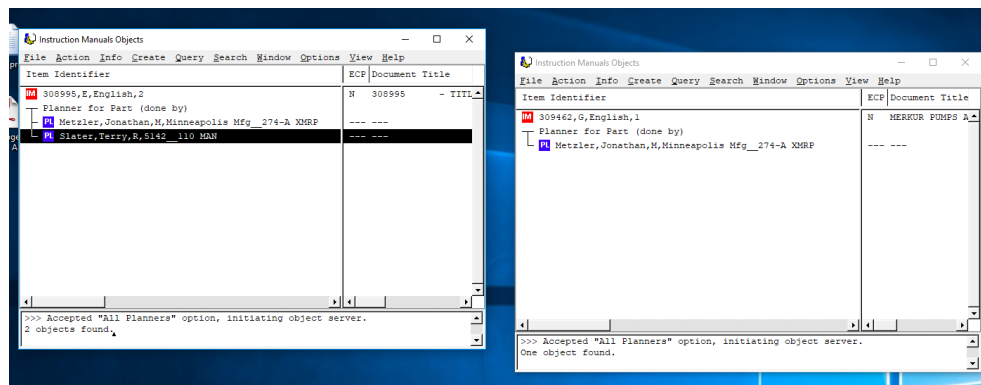 Instruction Manuals Objects
File Action Info Create Query Search Window Options View Help
Item Identifier ECP Document Title
IM 308995,E,English,2 N 308995 - TITL
Planner for Part (done by)
PL Metzler,Jonathan,M,Minneapolis Mfg__274-A XMRP --- ---
PL Slater,Terry,R,5142__110 MAN --- ---
>>> Accepted "All Planners" option, initiating object server.
2 objects found.
Instruction Manuals Objects
File Action Info Create Query Search Window Options View Help
Item Identifier ECP Document Title
IM 309462,G,English,1 N MERKUR PUMPS A
Planner for Part (done by)
PL Metzler,Jonathan,M,Minneapolis Mfg__274-A XMRP --- ---
>>> Accepted "All Planners" option, initiating object server.
One object found.